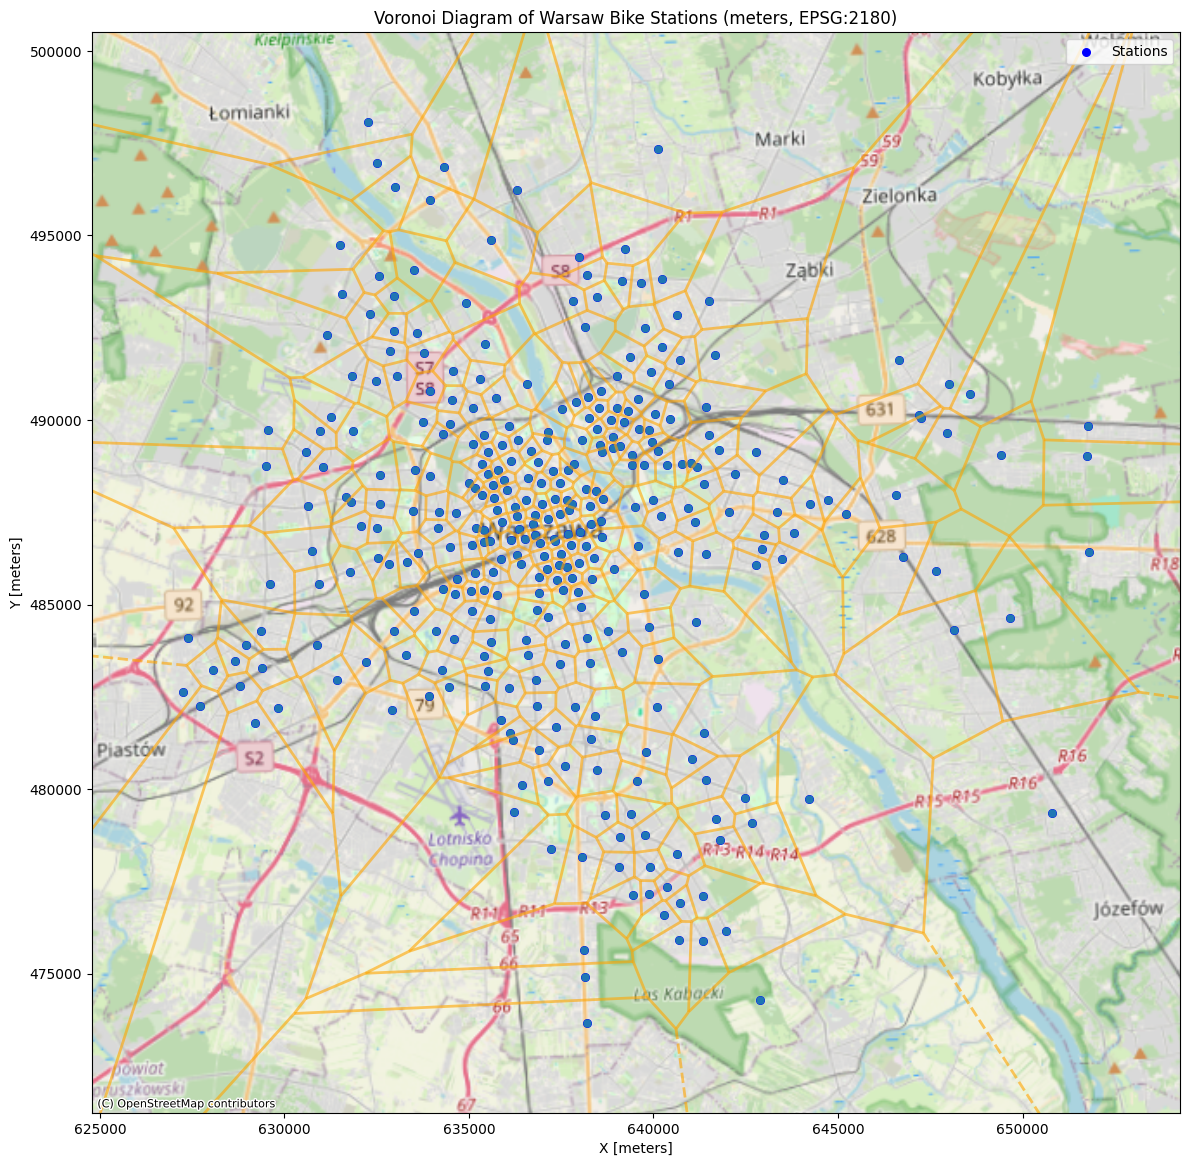 Voronoi Diagram of Warsaw Bike Stations (meters, EPSG:2180)
Stations
Kiełpińskie
Łomianki
Kobyłka
Marki
S9
S9
Zielonka
R1
R1
S8
Ząbki
S7
S8
631
628
R18
92
79
Piastów
S2
R16
R16
R15
R15
Lotnisko
Chopina
R13
R14
R14
R11
R11
R13
Józefów
65
66
Las Kabacki
66
powiat
pruszkowski
67
(C) OpenStreetMap contributors
500000
495000
490000
485000
480000
475000
Y [meters]
625000
630000
635000
640000
645000
650000
X [meters]